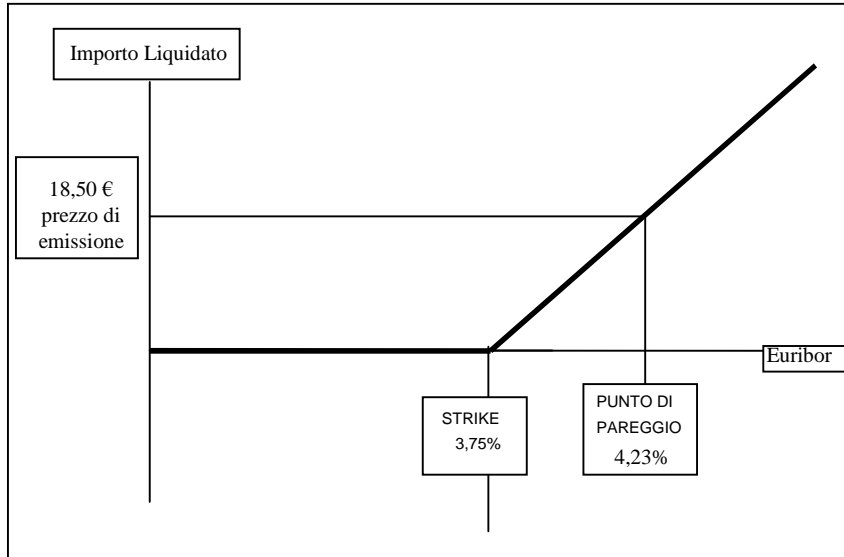 Importo Liquidato
18,50 €
prezzo di
emissione
Euribor
STRIKE
3,75%
PUNTO DI
PAREGGIO
4,23%